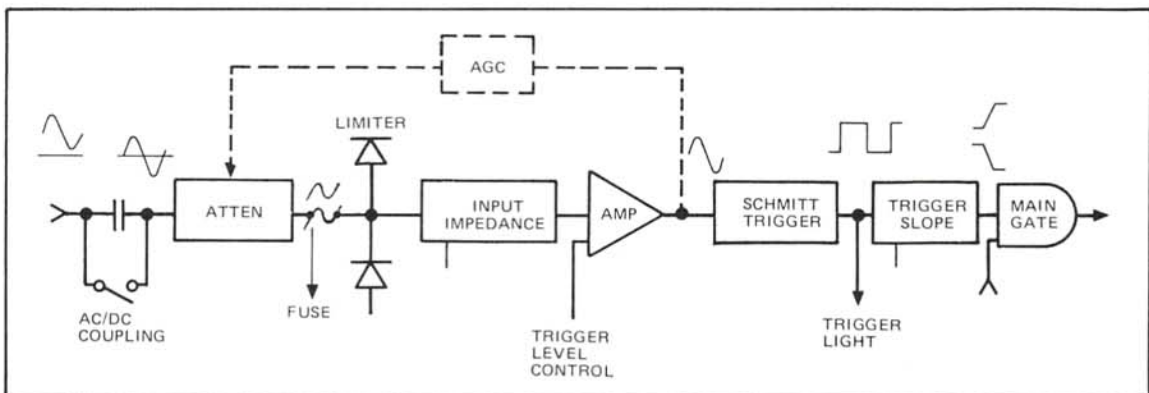 AGC
LIMITER
ATTEN
INPUT
IMPEDANCE
AMP
SCHMITT
TRIGGER
TRIGGER
SLOPE
MAIN
GATE
AC/DC
COUPLING
FUSE
TRIGGER
LEVEL
CONTROL
TRIGGER
LIGHT